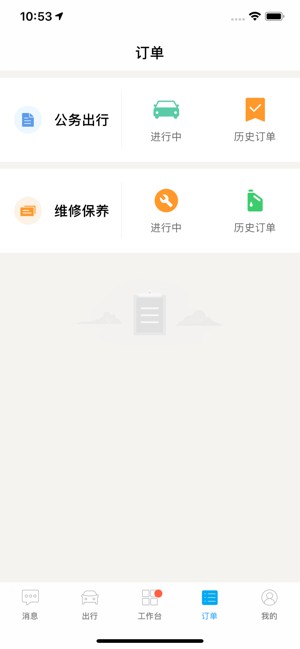 10:53
订单
公务出行
进行中
历史订单
维修保养
进行中
历史订单
消息
出行
工作台
订单
我的